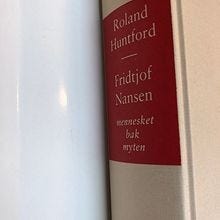 Roland
Huntford
Fridtjof
Nansen
mennesket
bak
myten